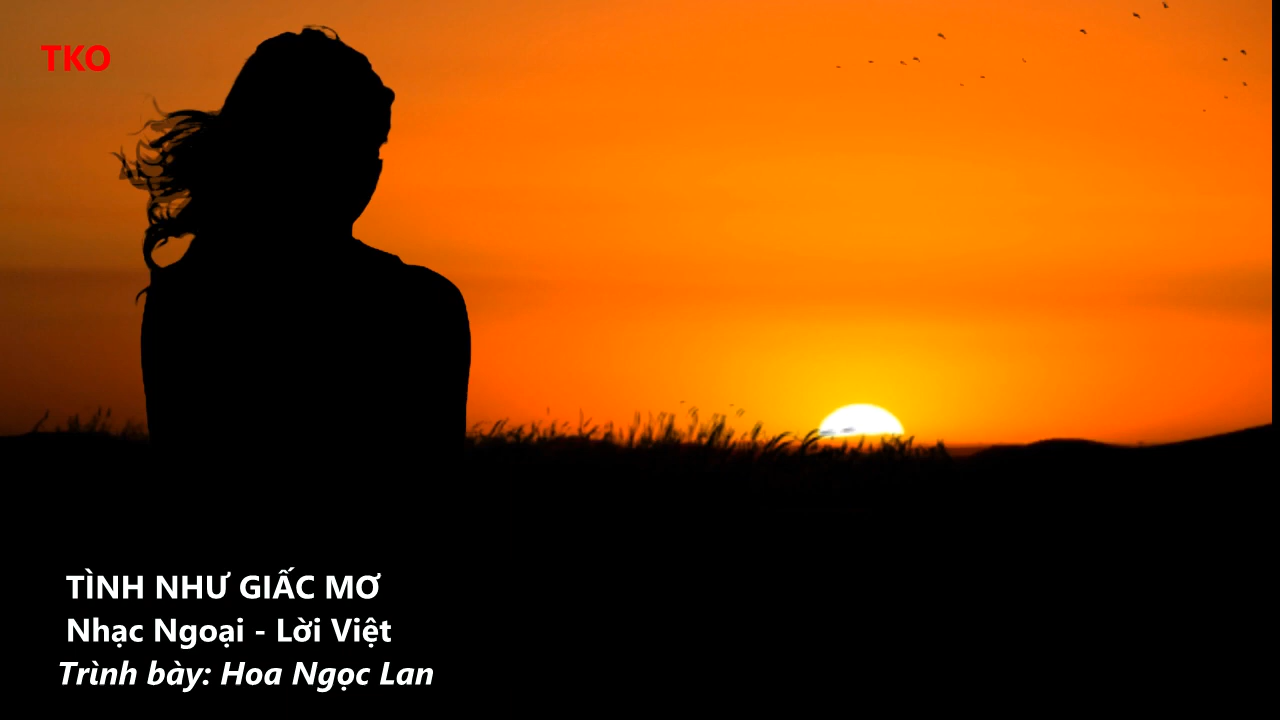 TKO
TÌNH NHƯ GIẤC MƠ
Nhạc Ngoại - Lời Việt
Trình bày: Hoa Ngọc Lan